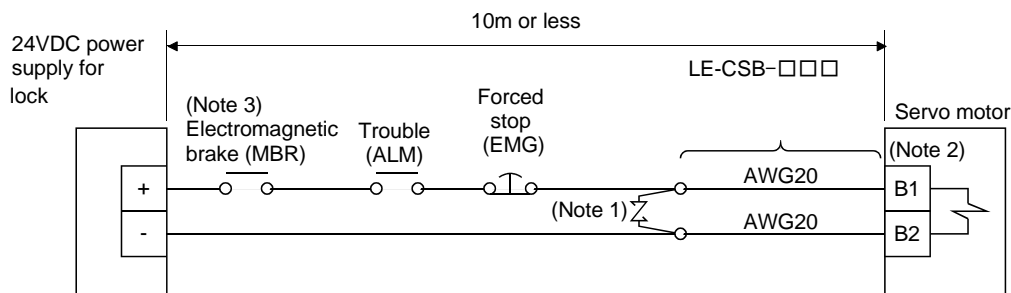 10m or less
24VDC power
supply for
lock
LE-CSB-□□□
(Note 3)
Electromagnetic
brake (MBR)
Trouble
(ALM)
Forced
stop
(EMG)
Servo motor
(Note 2)
+
AWG20
B1
(Note 1)
-
AWG20
B2